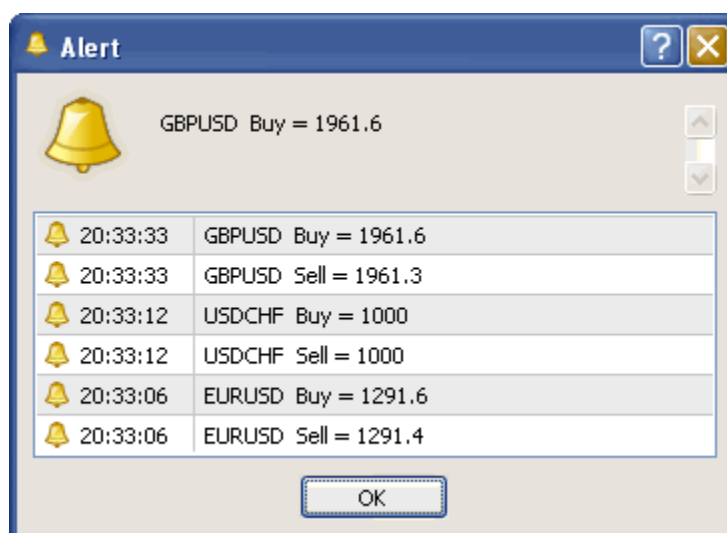 Alert
GBPUSD Buy = 1961.6
20:33:33 GBPUSD Buy = 1961.6
20:33:33 GBPUSD Sell = 1961.3
20:33:12 USDCHF Buy = 1000
20:33:12 USDCHF Sell = 1000
20:33:06 EURUSD Buy = 1291.6
20:33:06 EURUSD Sell = 1291.4
OK